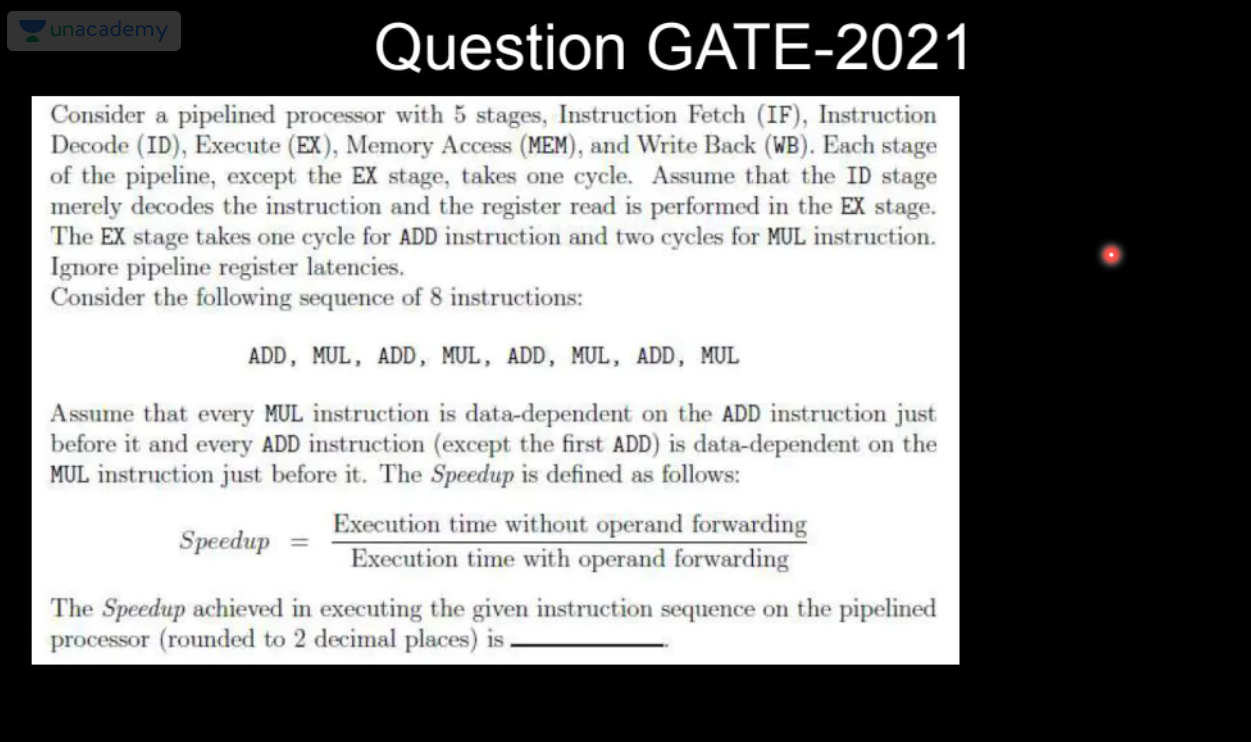 unacademy
Question GATE-2021
Consider a pipelined processor with 5 stages, Instruction Fetch (IF), Instruction
Decode (ID), Execute (EX), Memory Access (MEM), and Write Back (WB). Each stage
of the pipeline, except the EX stage, takes one cycle. Assume that the ID stage
merely decodes the instruction and the register read is performed in the EX stage.
The EX stage takes one cycle for ADD instruction and two cycles for MUL instruction.
Ignore pipeline register latencies.
Consider the following sequence of 8 instructions:
ADD, MUL, ADD, MUL, ADD, MUL, ADD, MUL
Assume that every MUL instruction is data-dependent on the ADD instruction just
before it and every ADD instruction (except the first ADD) is data-dependent on the
MUL instruction just before it. The Speedup is defined as follows:
Speedup = Execution time without operand forwarding
Execution time with operand forwarding
The Speedup achieved in executing the given instruction sequence on the pipelined
processor (rounded to 2 decimal places) is ________.